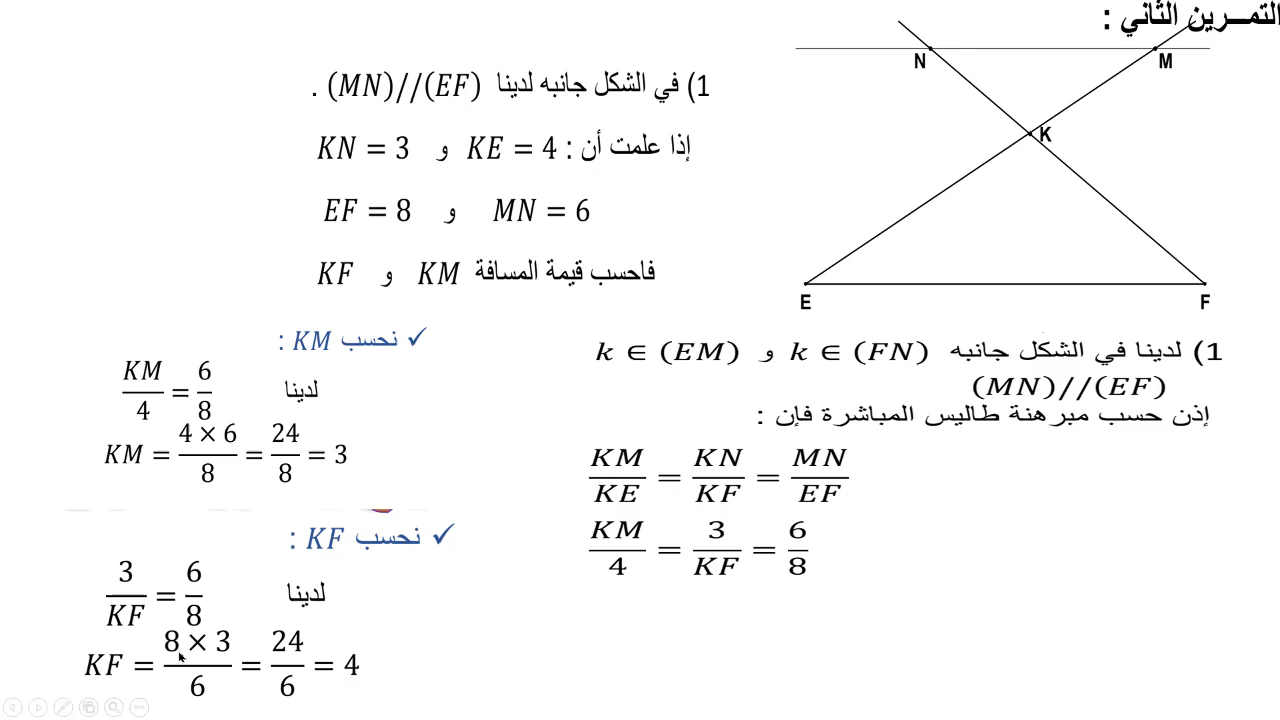 التمـــرين الثاني :
N
M
K
E
F
1) في الشكل جانبه لدينا (MN)//(EF) .
إذا علمت أن : KE = 4 و KN = 3
MN = 6 و EF = 8
فاحسب قيمة المسافة KM و KF
1) لدينا في الشكل جانبه k ∈ (FN) و k ∈ (EM)
(MN)//(EF)
إذن حسب مبرهنة طاليس المباشرة فإن :
KM/KE = KN/KF = MN/EF
KM/4 = 3/KF = 6/8
✓ نحسب KM :
لدينا KM/4 = 6/8
KM = (4 × 6)/8 = 24/8 = 3
✓ نحسب KF :
لدينا 3/KF = 6/8
KF = (8 × 3)/6 = 24/6 = 4